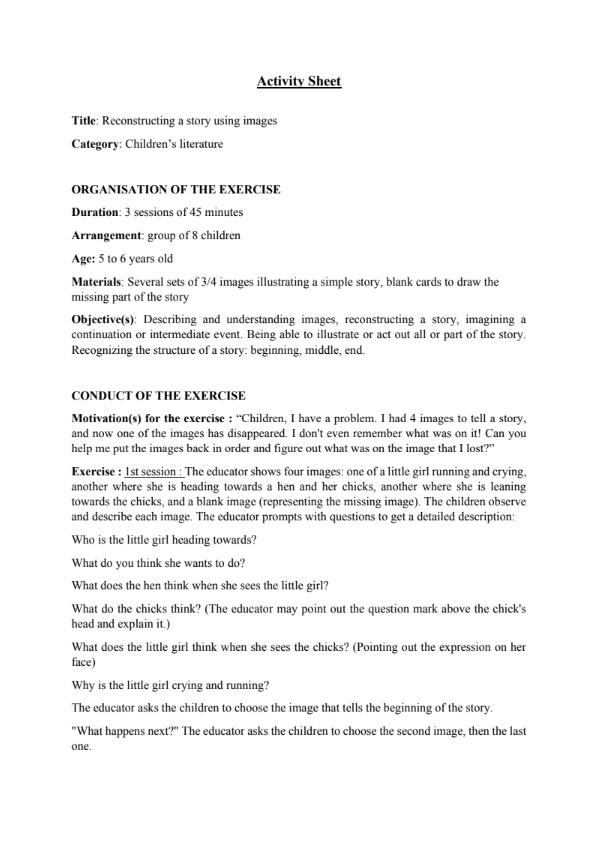 Activity Sheet
Title: Reconstructing a story using images
Category: Children's literature
ORGANISATION OF THE EXERCISE
Duration: 3 sessions of 45 minutes
Arrangement: group of 8 children
Age: 5 to 6 years old
Materials: Several sets of 3/4 images illustrating a simple story, blank cards to draw the
missing part of the story
Objective(s): Describing and understanding images, reconstructing a story, imagining a
continuation or intermediate event. Being able to illustrate or act out all or part of the story.
Recognizing the structure of a story: beginning, middle, end.
CONDUCT OF THE EXERCISE
Motivation(s) for the exercise : “Children, I have a problem. I had 4 images to tell a story,
and now one of the images has disappeared. I don't even remember what was on it! Can you
help me put the images back in order and figure out what was on the image that I lost?”
Exercise : 1st session : The educator shows four images: one of a little girl running and crying,
another where she is heading towards a hen and her chicks, another where she is leaning
towards the chicks, and a blank image (representing the missing image). The children observe
and describe each image. The educator prompts with questions to get a detailed description:
Who is the little girl heading towards?
What do you think she wants to do?
What does the hen think when she sees the little girl?
What do the chicks think? (The educator may point out the question mark above the chick's
head and explain it.)
What does the little girl think when she sees the chicks? (Pointing out the expression on her
face)
Why is the little girl crying and running?
The educator asks the children to choose the image that tells the beginning of the story.
"What happens next?" The educator asks the children to choose the second image, then the last
one.